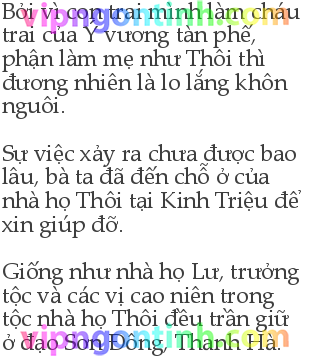 Bởi vì con trai mình làm cháu
trai của Ý vương tàn phế,
phận làm mẹ như Thôi thì
đương nhiên là lo lắng khôn
nguôi.
Sự việc xảy ra chưa được bao
lâu, bà ta đã đến chỗ ở của
nhà họ Thôi tại Kinh Triệu để
xin giúp đỡ.
Giống như nhà họ Lư, trưởng
tộc và các vị cao niên trong
tộc nhà họ Thôi đều trấn giữ
ở đạo Sơn Đông, Thanh Hà.
vipngontinh.com
vipngontinh.com